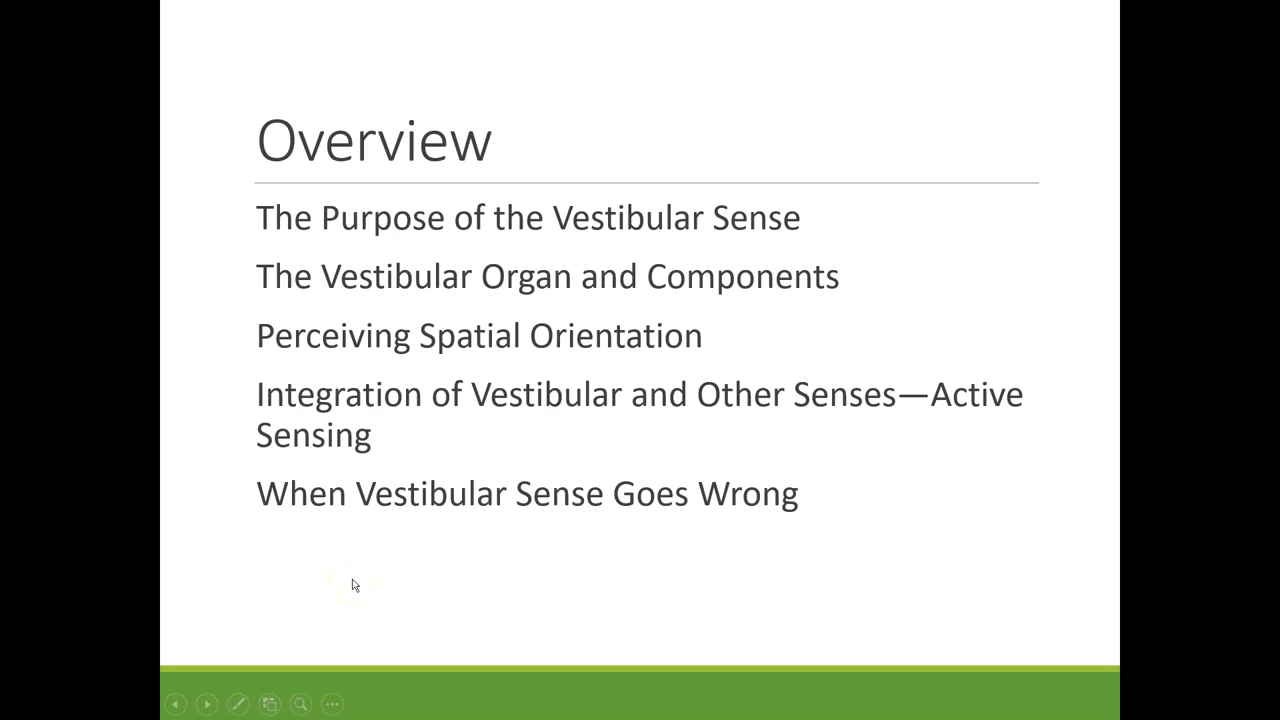 Overview
The Purpose of the Vestibular Sense
The Vestibular Organ and Components
Perceiving Spatial Orientation
Integration of Vestibular and Other Senses—Active
Sensing
When Vestibular Sense Goes Wrong